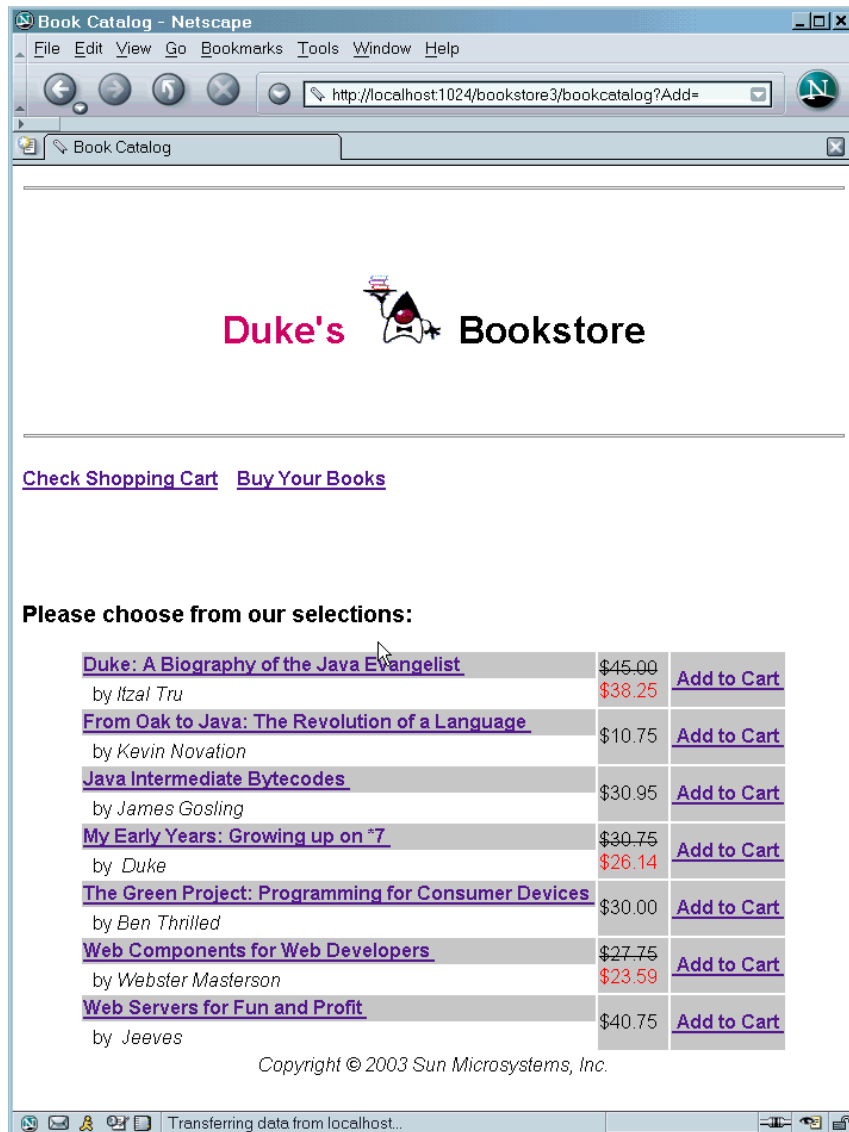 Book Catalog - Netscape
File Edit View Go Bookmarks Tools Window Help
http://localhost:1024/bookstore3/bookcatalog?Add=
N
Book Catalog
Duke's Bookstore
Check Shopping Cart Buy Your Books
Please choose from our selections:
Duke: A Biography of the Java Evangelist
by Itzal Tru
$45.00
$38.25
Add to Cart
From Oak to Java: The Revolution of a Language
by Kevin Novation
$10.75
Add to Cart
Java Intermediate Bytecodes
by James Gosling
$30.95
Add to Cart
My Early Years: Growing up on *7
by Duke
$30.75
$26.14
Add to Cart
The Green Project: Programming for Consumer Devices
by Ben Thrilled
$30.00
Add to Cart
Web Components for Web Developers
by Webster Masterson
$27.75
$23.59
Add to Cart
Web Servers for Fun and Profit
by Jeeves
$40.75
Add to Cart
Copyright © 2003 Sun Microsystems, Inc.
Transferring data from localhost...